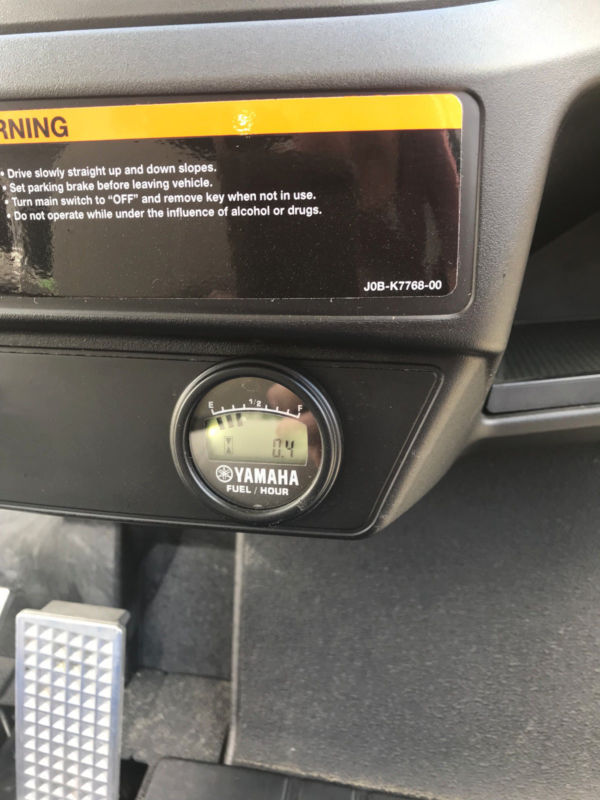 RNING
• Drive slowly straight up and down slopes.
• Set parking brake before leaving vehicle.
• Turn main switch to “OFF” and remove key when not in use.
• Do not operate while under the influence of alcohol or drugs.
J0B-K7768-00
E 1/2 F
0.4
YAMAHA
FUEL / HOUR